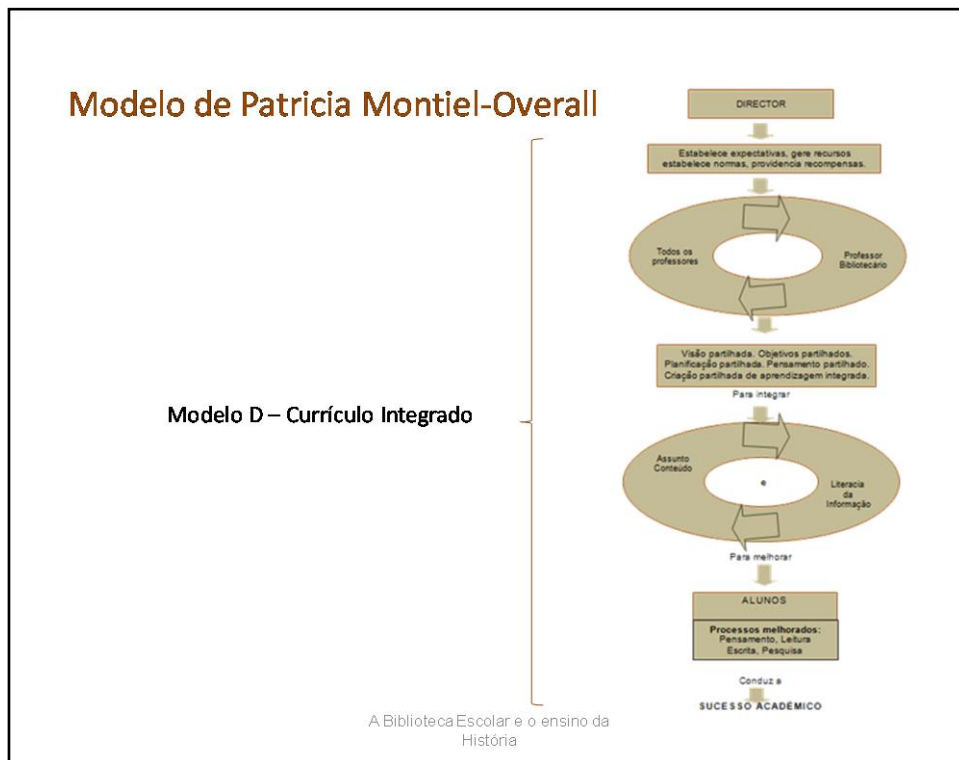 Modelo de Patricia Montiel-Overall
DIRECTOR
Estabelece expectativas, gere recursos
estabelece normas, providencia recompensas.
Todos os
professores
Professor
Bibliotecário
Visão partilhada. Objetivos partilhados.
Planificação partilhada. Pensamento partilhado.
Criação partilhada de aprendizagem integrada.
Para integrar
Modelo D – Currículo Integrado
Assunto
Conteúdo
e
Literacia
da
Informação
Para melhorar
ALUNOS
Processos melhorados:
Pensamento, Leitura
Escrita, Pesquisa
Conduz a
SUCESSO ACADÉMICO
A Biblioteca Escolar e o ensino da
História